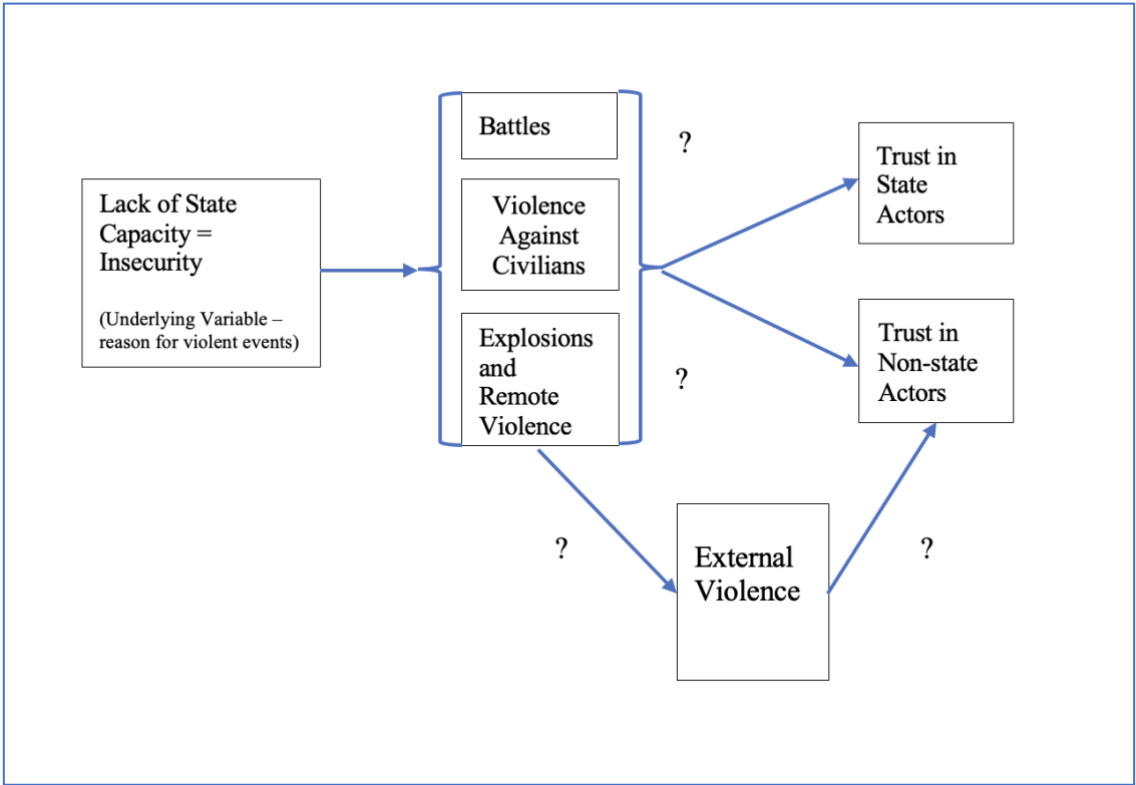 Lack of State
Capacity =
Insecurity
(Underlying Variable –
reason for violent events)
Battles
Violence
Against
Civilians
Explosions
and
Remote
Violence
?
?
Trust in
State
Actors
Trust in
Non-state
Actors
?
External
Violence
?